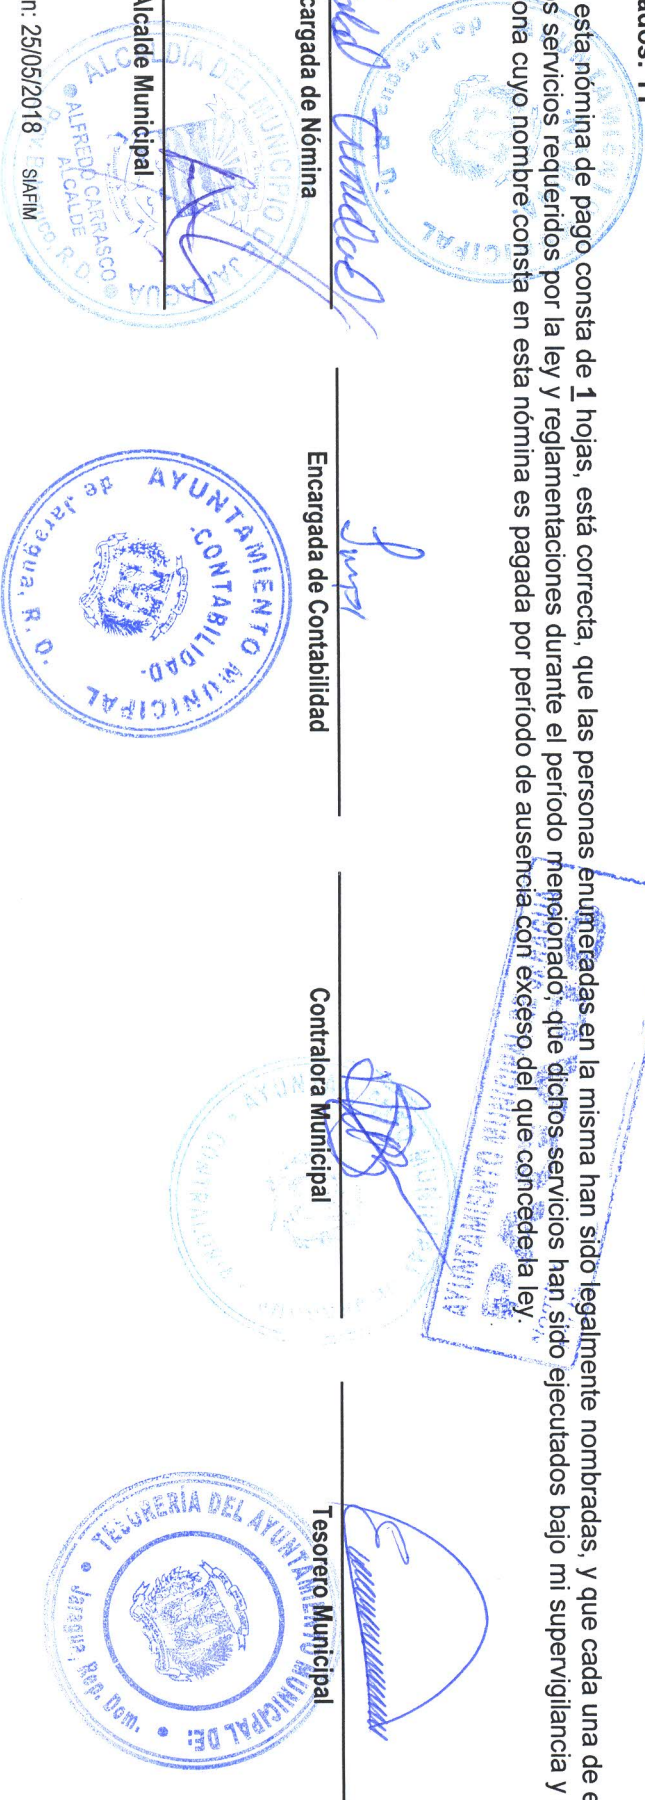 esta nómina de pago consta de 1 hojas, está correcta, que las personas enumeradas en la misma han sido legalmente nombradas, y que cada una de e
s servicios requeridos por la ley y reglamentaciones durante el período mencionado, que dichos servicios han sido ejecutados bajo mi supervigilancia y
ona cuyo nombre consta en esta nómina es pagada por período de ausencia con exceso del que concede la ley.
Trinidad
cargada de Nómina
Encargada de Contabilidad
Contralora Municipal
Tesorero Municipal
Alcalde Municipal
ALCALDÍA DEL MUNICIPIO DE JARAGUA
ALFREDO CARRASCO
ALCALDE
AYUNTAMIENTO MUNICIPAL
CONTABILIDAD
de Jaragua, R. D.
AYUNTAMIENTO MUNICIPAL
TESORERÍA DEL AYUNTAMIENTO MUNICIPAL DE:
Jaragua, Rep. Dom.
n: 25/05/2018 SIAFIM